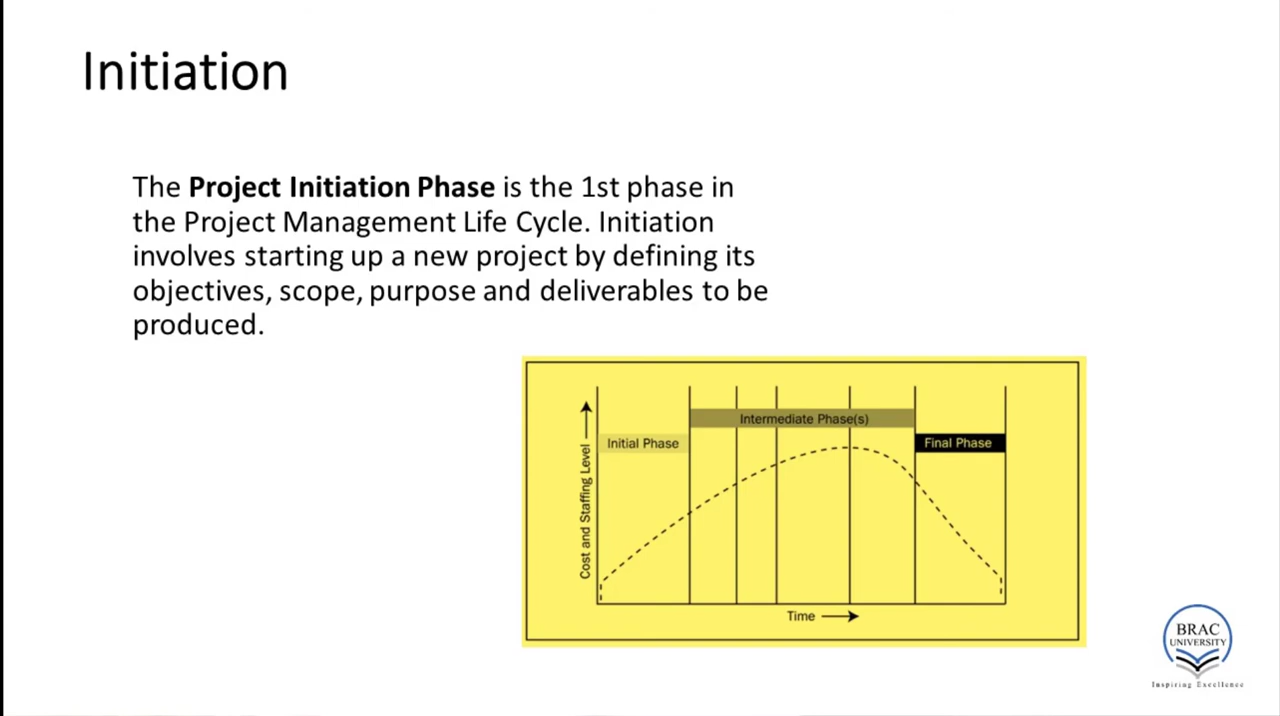 Initiation
The Project Initiation Phase is the 1st phase in
the Project Management Life Cycle. Initiation
involves starting up a new project by defining its
objectives, scope, purpose and deliverables to be
produced.
Intermediate Phase(s)
Initial Phase
Final Phase
Cost and Staffing Level
Time
BRAC
UNIVERSITY
Inspiring Excellence